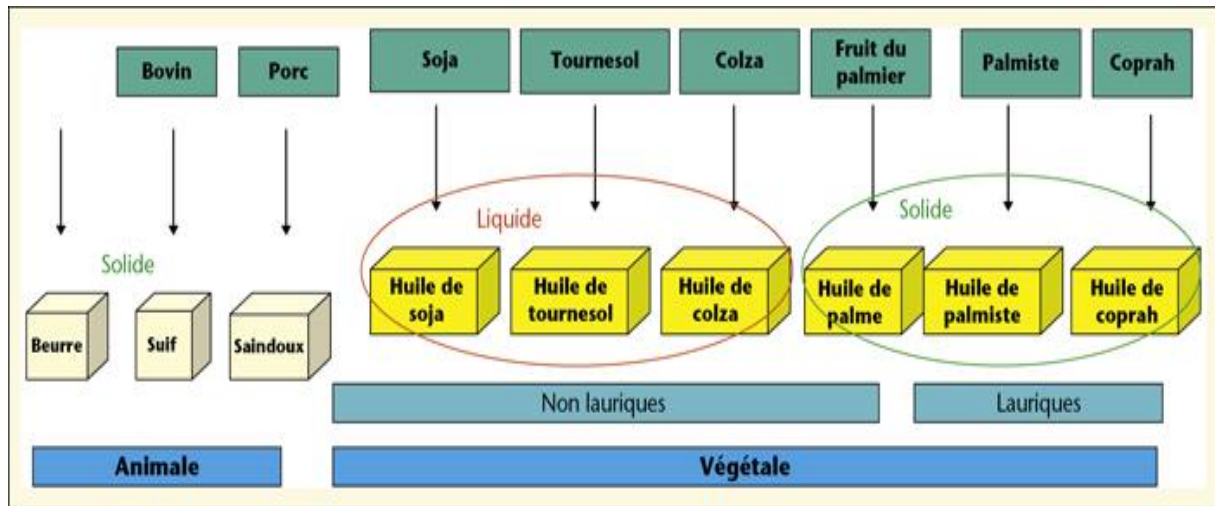 Bovin
Porc
Soja
Tournesol
Colza
Fruit du
palmier
Palmiste
Coprah
Solide
Liquide
Solide
Beurre
Suif
Saindoux
Huile de
soja
Huile de
tournesol
Huile de
colza
Huile de
palme
Huile de
palmiste
Huile de
coprah
Non lauriques
Lauriques
Animale
Végétale